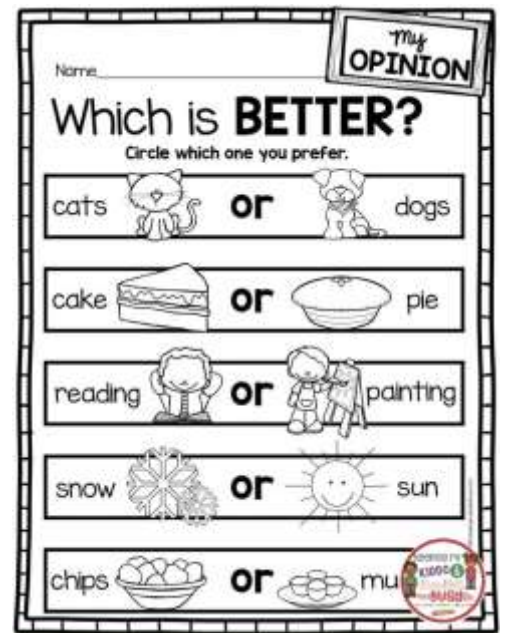 My
OPINION
Name
Which is BETTER?
Circle which one you prefer.
cats or dogs
cake or pie
reading or painting
snow or sun
chips or mu